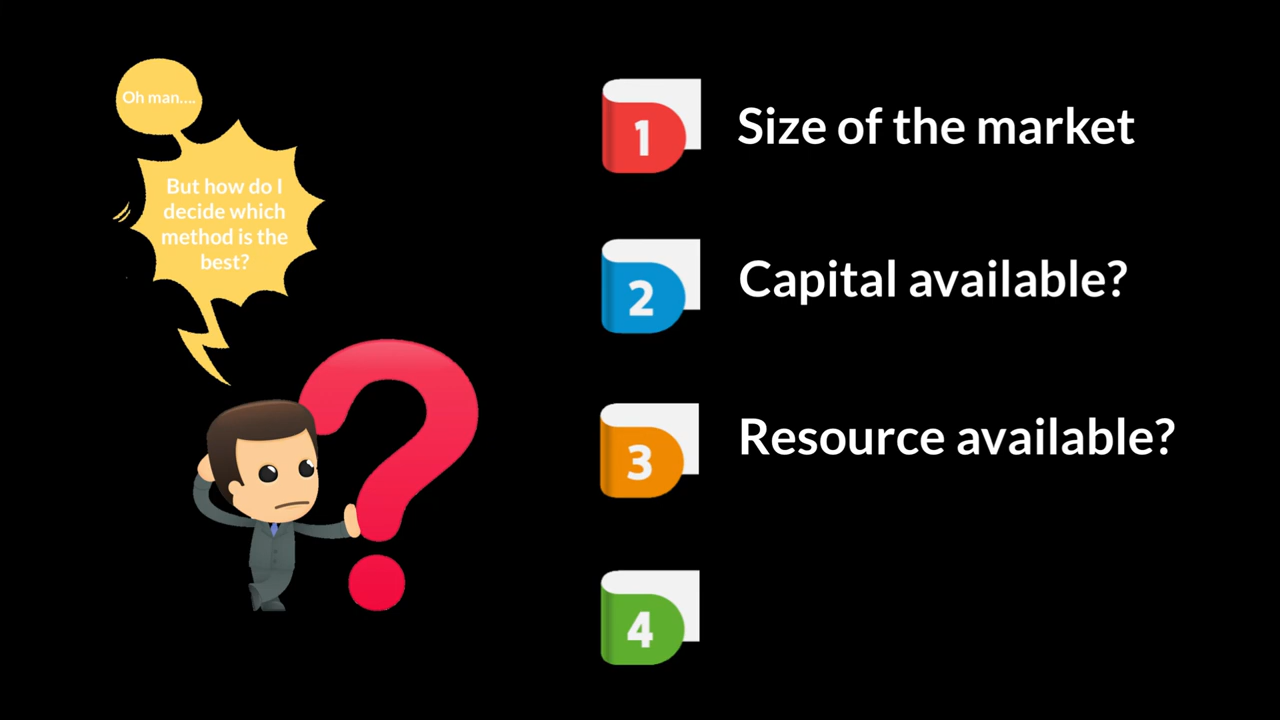 Oh man....
But how do I
decide which
method is the
best?
1
Size of the market
2
Capital available?
3
Resource available?
4